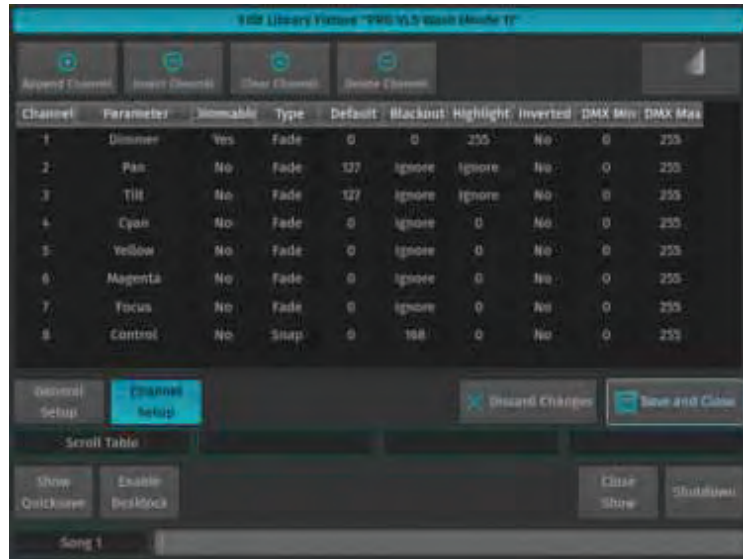 Edit Library Fixture "PRG VL5 Wash (Mode 1)"
Append Channel Insert Channel Clear Channel Delete Channel
Channel Parameter Dimmable Type Default Blackout Highlight Inverted DMX Min DMX Max
1 Dimmer Yes Fade 0 0 255 No 0 255
2 Pan No Fade 127 Ignore Ignore No 0 255
3 Tilt No Fade 127 Ignore Ignore No 0 255
4 Cyan No Fade 0 Ignore 0 No 0 255
5 Yellow No Fade 0 Ignore 0 No 0 255
6 Magenta No Fade 0 Ignore 0 No 0 255
7 Focus No Fade 0 Ignore 0 No 0 255
8 Control No Snap 0 168 0 No 0 255
General Setup
Channel Setup
Discard Changes
Save and Close
Scroll Table
Show Quicksave
Enable Desklock
Close Show
Shutdown
Song 1